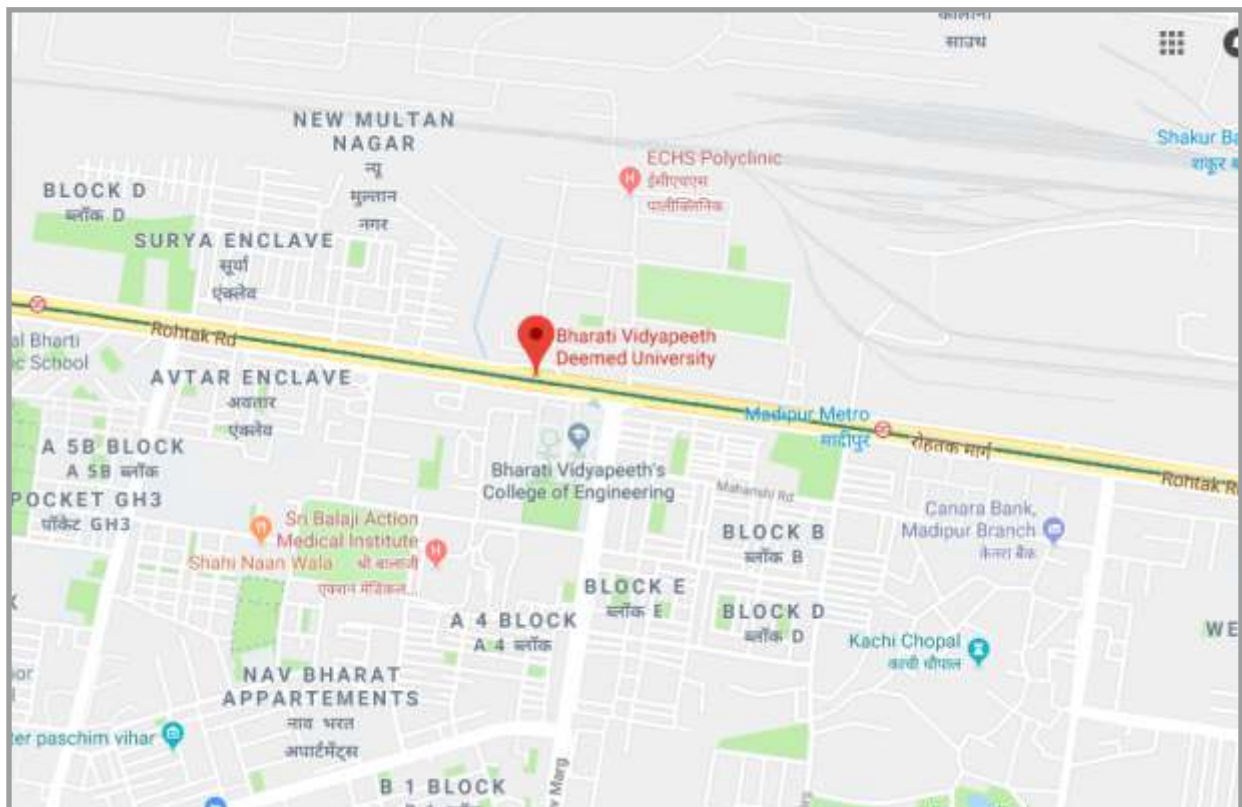 साउथ
NEW MULTAN
NAGAR
न्यू
मुल्तान
नगर
ECHS Polyclinic
ईसीएचएस
पालीक्लिनिक
Shakur Ba
शकूर ब
BLOCK D
ब्लॉक D
SURYA ENCLAVE
सूर्या
एंक्लेव
al Bharti
c School
Rohtak Rd
Bharati Vidyapeeth
Deemed University
AVTAR ENCLAVE
अवतार
एंक्लेव
Madipur Metro
मादीपुर
रोहतक मार्ग
Rohtak R
A 5B BLOCK
A 5B ब्लॉक
POCKET GH3
पॉकेट GH3
Bharati Vidyapeeth's
College of Engineering
Maharishi Rd
Sri Balaji Action
Medical Institute
श्री बालाजी
एक्शन मेडिकल...
Shahi Naan Wala
BLOCK B
ब्लॉक B
Canara Bank,
Madipur Branch
केनरा बैंक
BLOCK E
ब्लॉक E
BLOCK D
ब्लॉक D
A 4 BLOCK
A 4 ब्लॉक
Kachi Chopal
काची चौपाल
WE
NAV BHARAT
APPARTEMENTS
नाव भरत
अपार्टमेंट्स
ter paschim vihar
B 1 BLOCK
w Marg